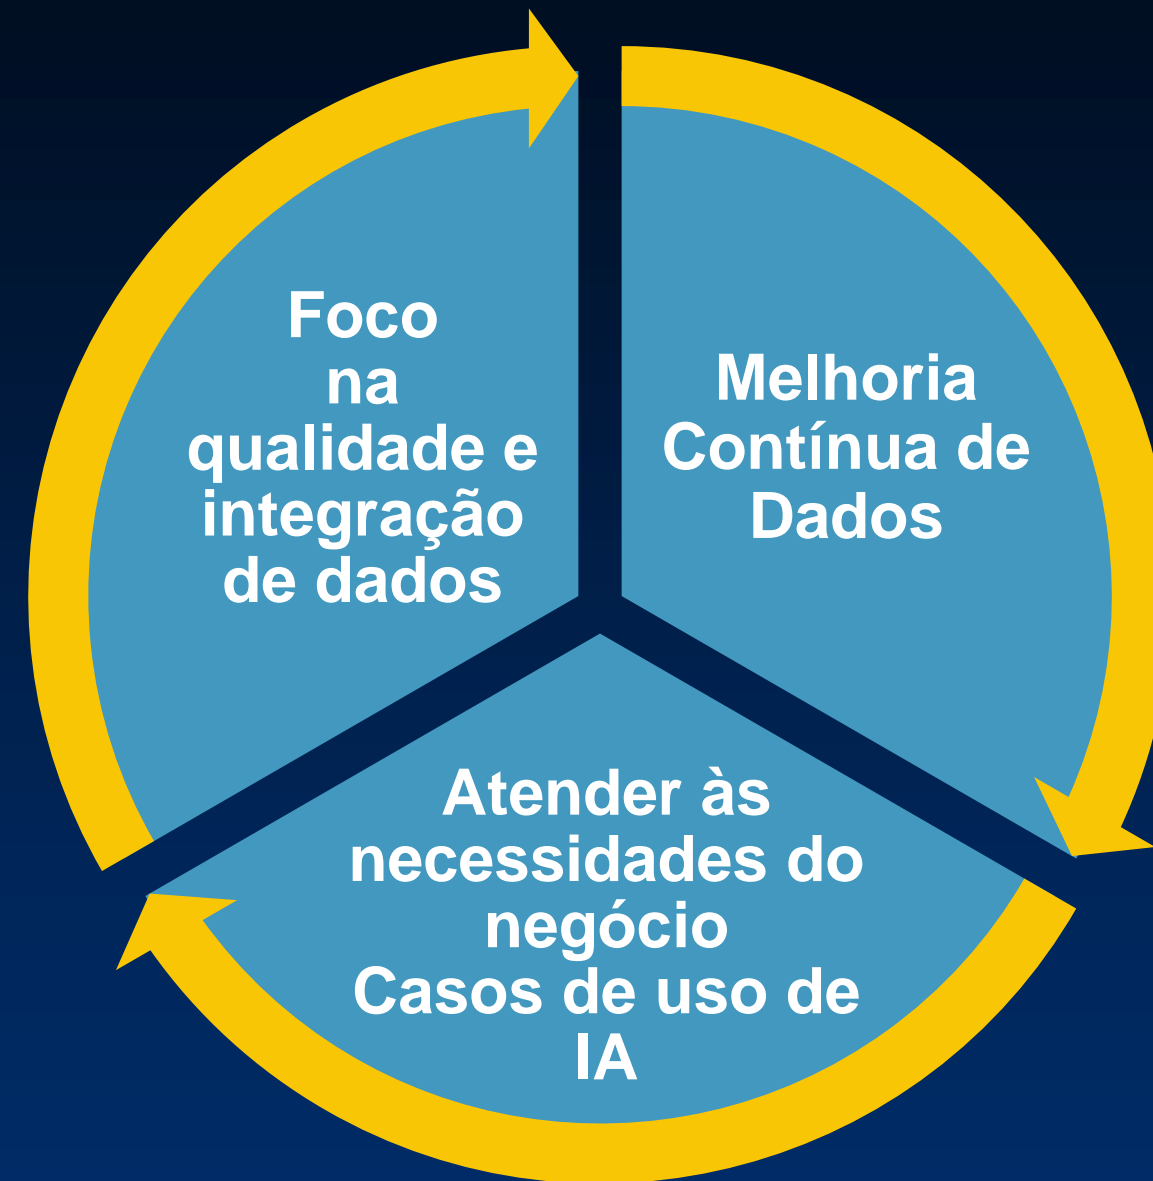 Foco
na
qualidade e
integração
de dados
Melhoria
Contínua de
Dados
Atender às
necessidades do
negócio
Casos de uso de
IA